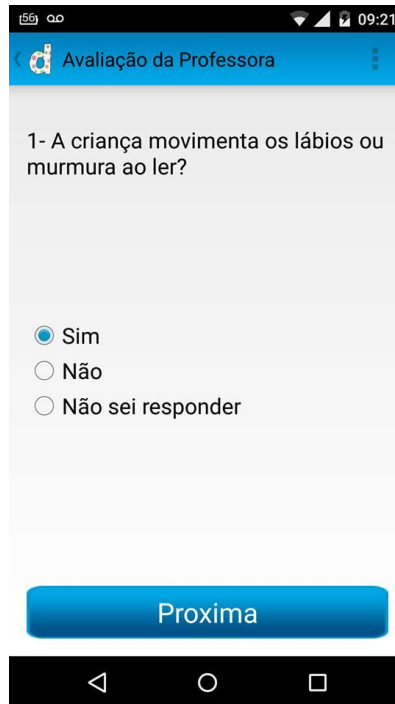 56 09:21
d Avaliação da Professora
1- A criança movimenta os lábios ou
murmura ao ler?
Sim
Não
Não sei responder
Proxima